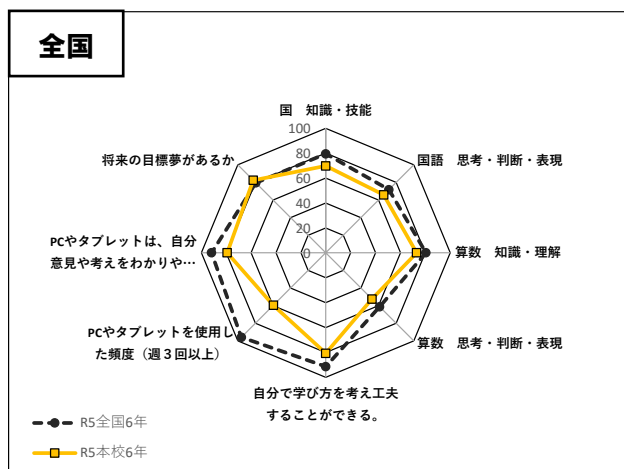 全国
国　知識・技能
100
80
60
40
20
0
国語　思考・判断・表現
算数　知識・理解
算数　思考・判断・表現
自分で学び方を考え工夫
することができる。
PCやタブレットを使用し
た頻度（週３回以上）
PCやタブレットは、自分
意見や考えをわかりや…
将来の目標夢があるか
R5全国6年
R5本校6年